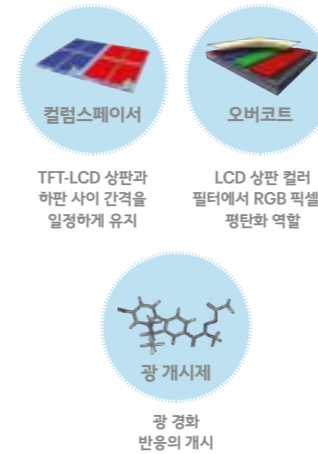 컬럼스페이서
TFT-LCD 상판과
하판 사이 간격을
일정하게 유지
오버코트
LCD 상판 컬러
필터에서 RGB 픽셀
평탄화 역할
광 개시제
광 경화
반응의 개시